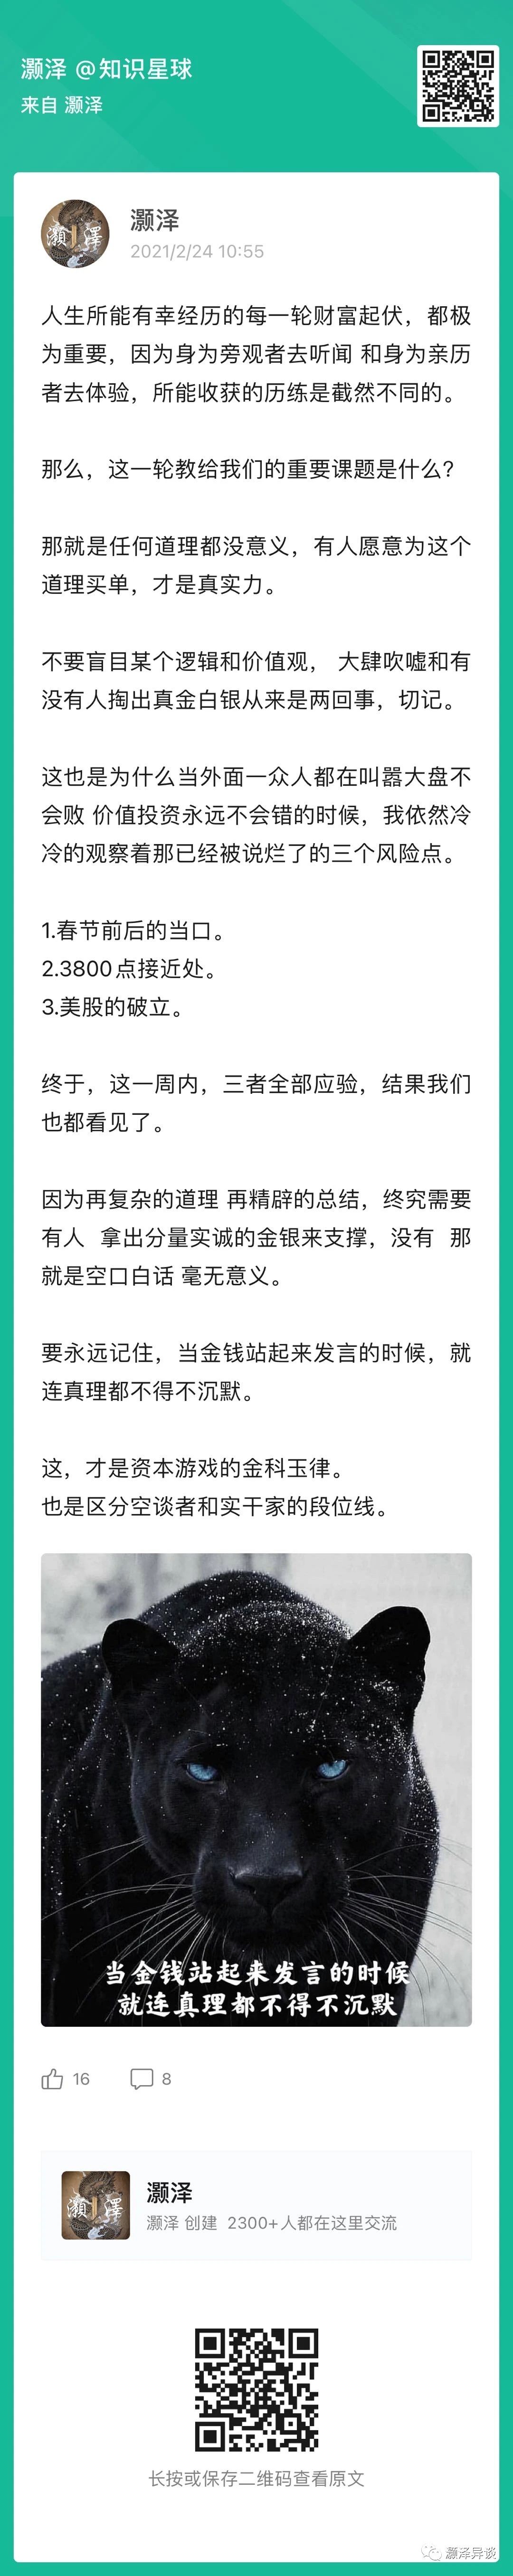 灏泽 @知识星球
来自 灏泽
灏泽
2021/2/24 10:55
人生所能有幸经历的每一轮财富起伏，都极
为重要，因为身为旁观者去听闻 和身为亲历
者去体验，所能收获的历练是截然不同的。
那么，这一轮教给我们的重要课题是什么?
那就是任何道理都没意义，有人愿意为这个
道理买单，才是真实力。
不要盲目某个逻辑和价值观， 大肆吹嘘和有
没有人掏出真金白银从来是两回事，切记。
这也是为什么当外面一众人都在叫嚣大盘不
会败 价值投资永远不会错的时候，我依然冷
冷的观察着那已经被说烂了的三个风险点。
1.春节前后的当口。
2.3800点接近处。
3.美股的破立。
终于，这一周内，三者全部应验，结果我们
也都看见了。
因为再复杂的道理 再精辟的总结，终究需要
有人 拿出分量实诚的金银来支撑，没有 那
就是空口白话 毫无意义。
要永远记住，当金钱站起来发言的时候，就
连真理都不得不沉默。
这，才是资本游戏的金科玉律。
也是区分空谈者和实干家的段位线。
当金钱站起来发言的时候
就连真理都不得不沉默
16 8
灏泽
灏泽 创建 2300+人都在这里交流
长按或保存二维码查看原文
灏泽异谈